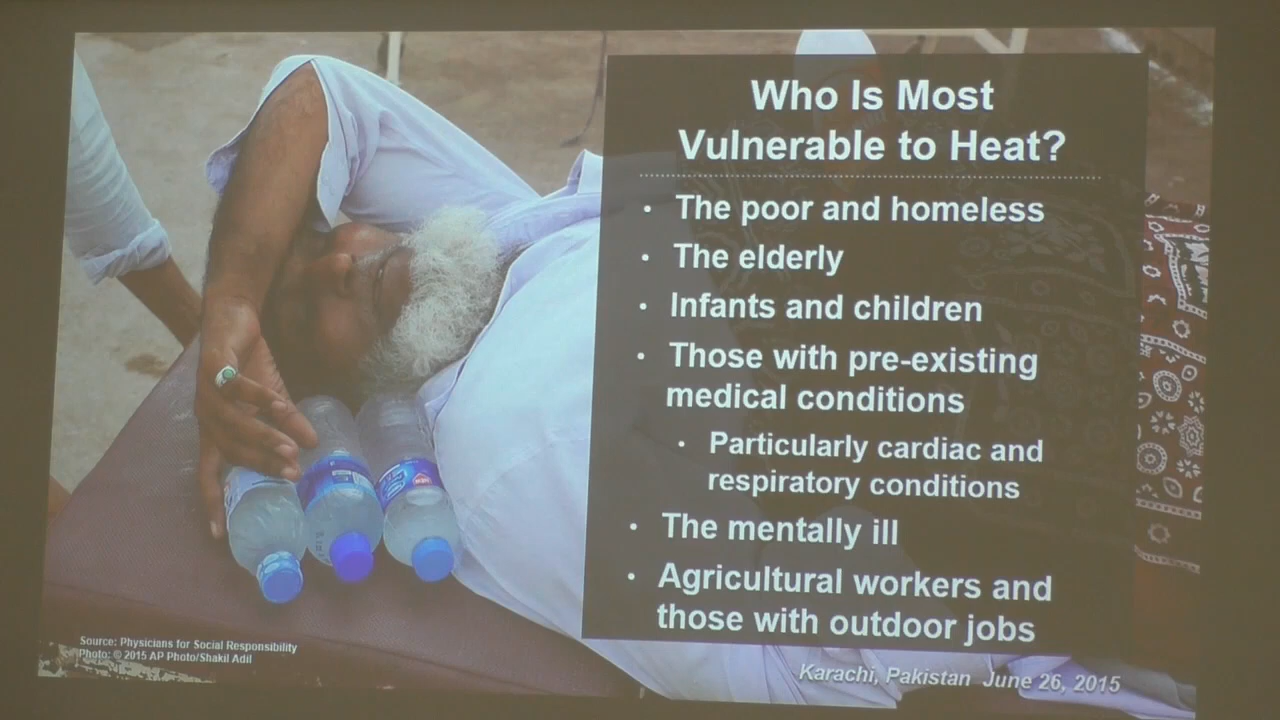 Who Is Most
Vulnerable to Heat?
• The poor and homeless
• The elderly
• Infants and children
• Those with pre-existing
medical conditions
• Particularly cardiac and
respiratory conditions
• The mentally ill
• Agricultural workers and
those with outdoor jobs
Source: Physicians for Social Responsibility
Photo: © 2015 AP Photo/Shakil Adil
Karachi, Pakistan June 26, 2015